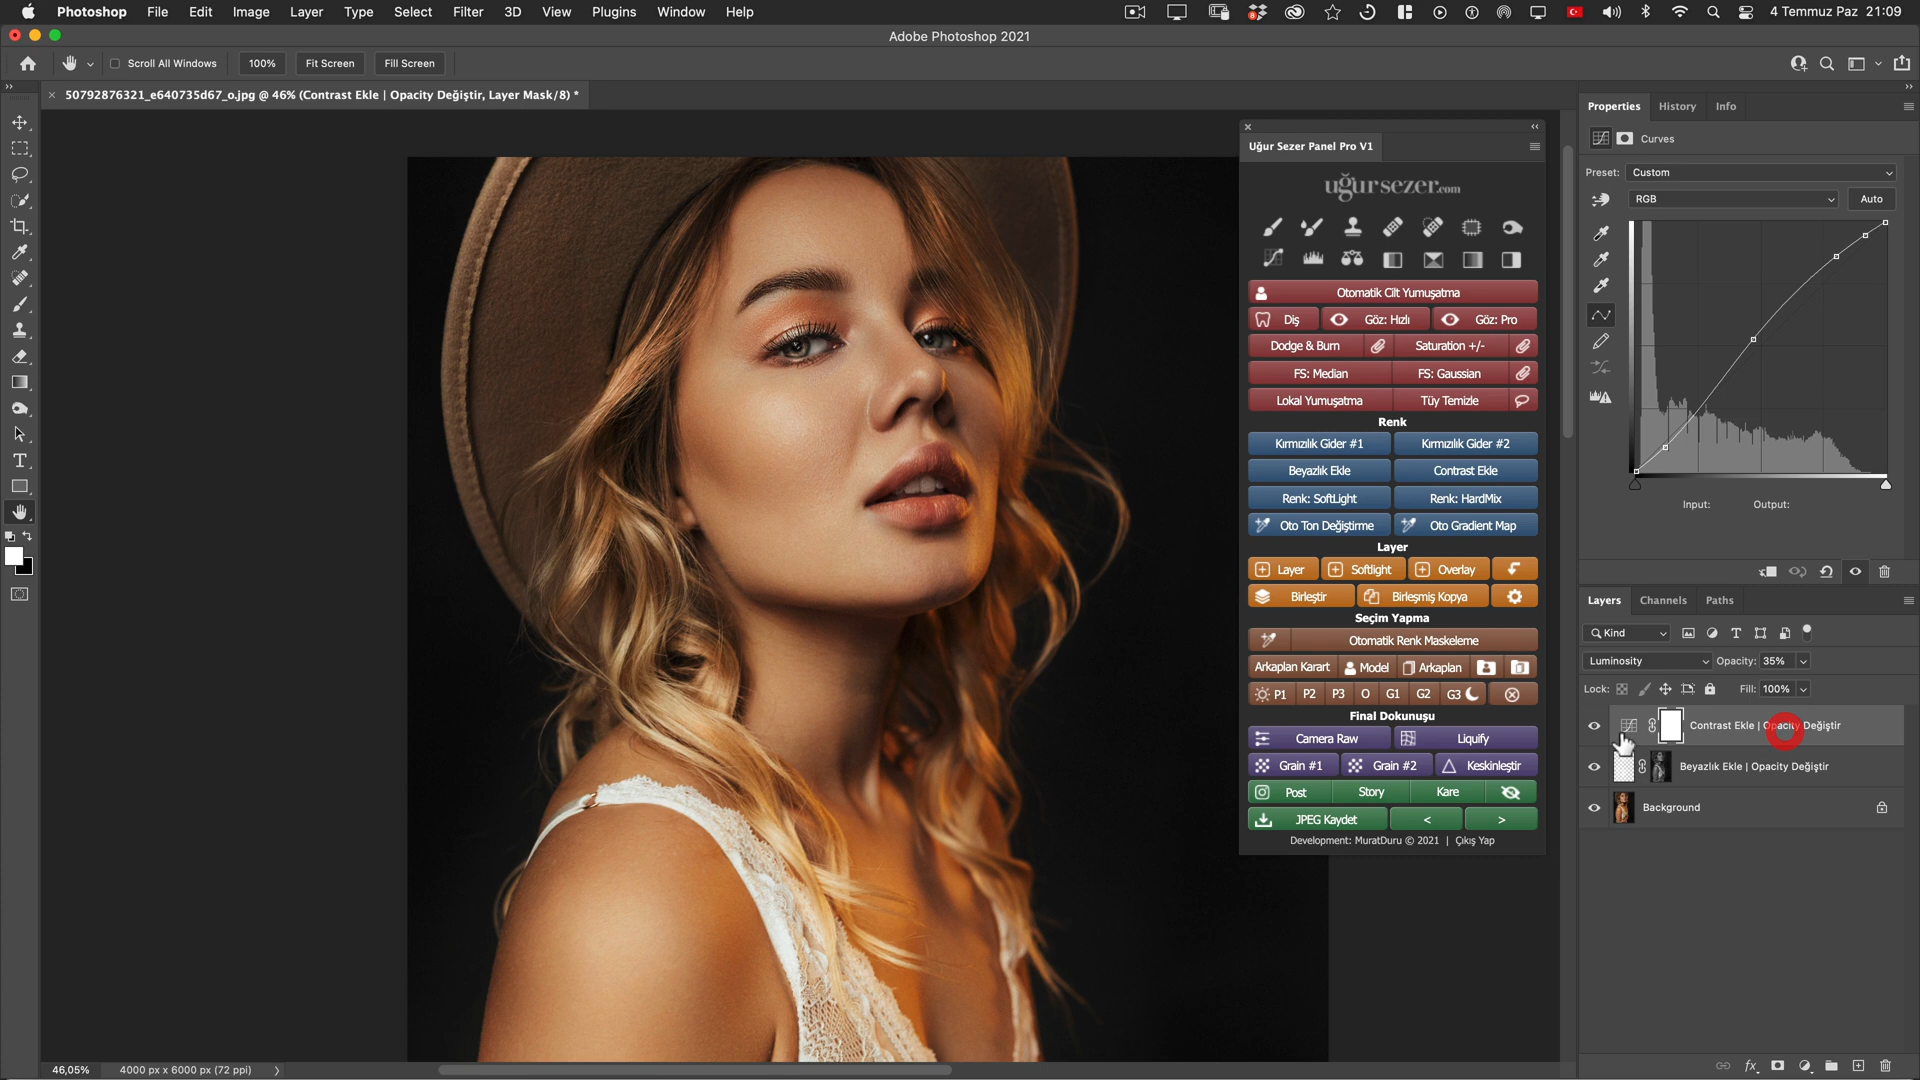 Photoshop File Edit Image Layer Type Select Filter 3D View Plugins Window Help 4 Temmuz Paz 21:09
Adobe Photoshop 2021
Scroll All Windows 100% Fit Screen Fill Screen
50792876321_e640735d67_o.jpg @ 46% (Contrast Ekle | Opacity Değiştir, Layer Mask/8) *
Uğur Sezer Panel Pro V1
uğursezer.com
Otomatik Cilt Yumuşatma
Diş Göz: Hızlı Göz: Pro
Dodge & Burn Saturation +/-
FS: Median FS: Gaussian
Lokal Yumuşatma Tüy Temizle
Renk
Kırmızılık Gider #1 Kırmızılık Gider #2
Beyazlık Ekle Contrast Ekle
Renk: SoftLight Renk: HardMix
Oto Ton Değiştirme Oto Gradient Map
Layer
Layer Softlight Overlay
Birleştir Birleşmiş Kopya
Seçim Yapma
Otomatik Renk Maskeleme
Arkaplan Karart Model Arkaplan
P1 P2 P3 O G1 G2 G3
Final Dokunuşu
Camera Raw Liquify
Grain #1 Grain #2 Keskinleştir
Post Story Kare
JPEG Kaydet < >
Development: MuratDuru © 2021 | Çıkış Yap
Properties History Info
Curves
Preset: Custom
RGB Auto
Input: Output:
Layers Channels Paths
Kind
Luminosity Opacity: 35%
Lock: Fill: 100%
Contrast Ekle | Opacity Değiştir
Beyazlık Ekle | Opacity Değiştir
Background
46,05% 4000 px x 6000 px (72 ppi)